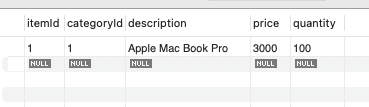 itemId categoryId description price quantity
1 1 Apple Mac Book Pro 3000 100
NULL NULL NULL NULL NULL